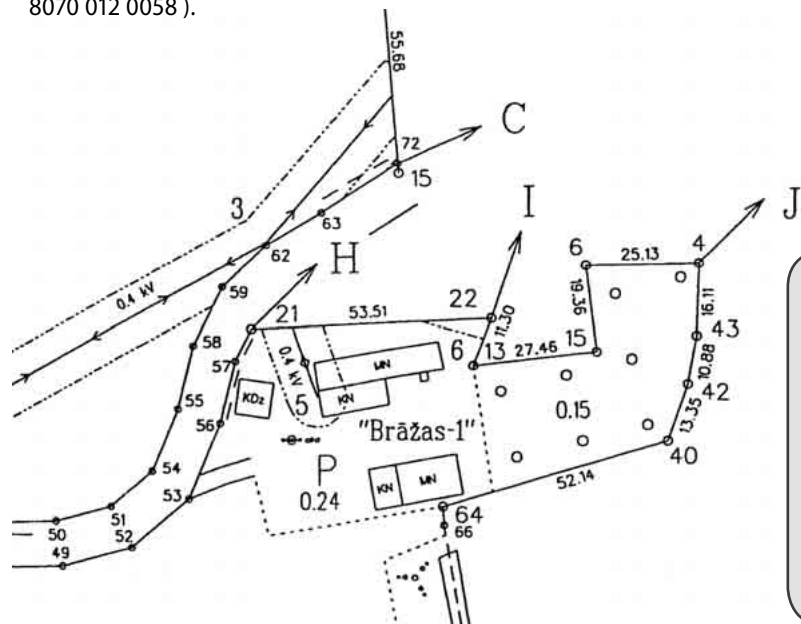 8070 012 0058 ).
55.68
72
C
15
I
3
63
J
62
H
6
25.13
4
0.4 kV
59
21
53.51
22
11.30
19.36
16.11
58
57
0.4 kV
MN
6
13
27.46
15
43
10.88
42
KDz
5
KN
55
56
"Brāžas-1"
0.15
13.35
40
54
P
0.24
KN
MN
52.14
53
64
51
50
66
52
49